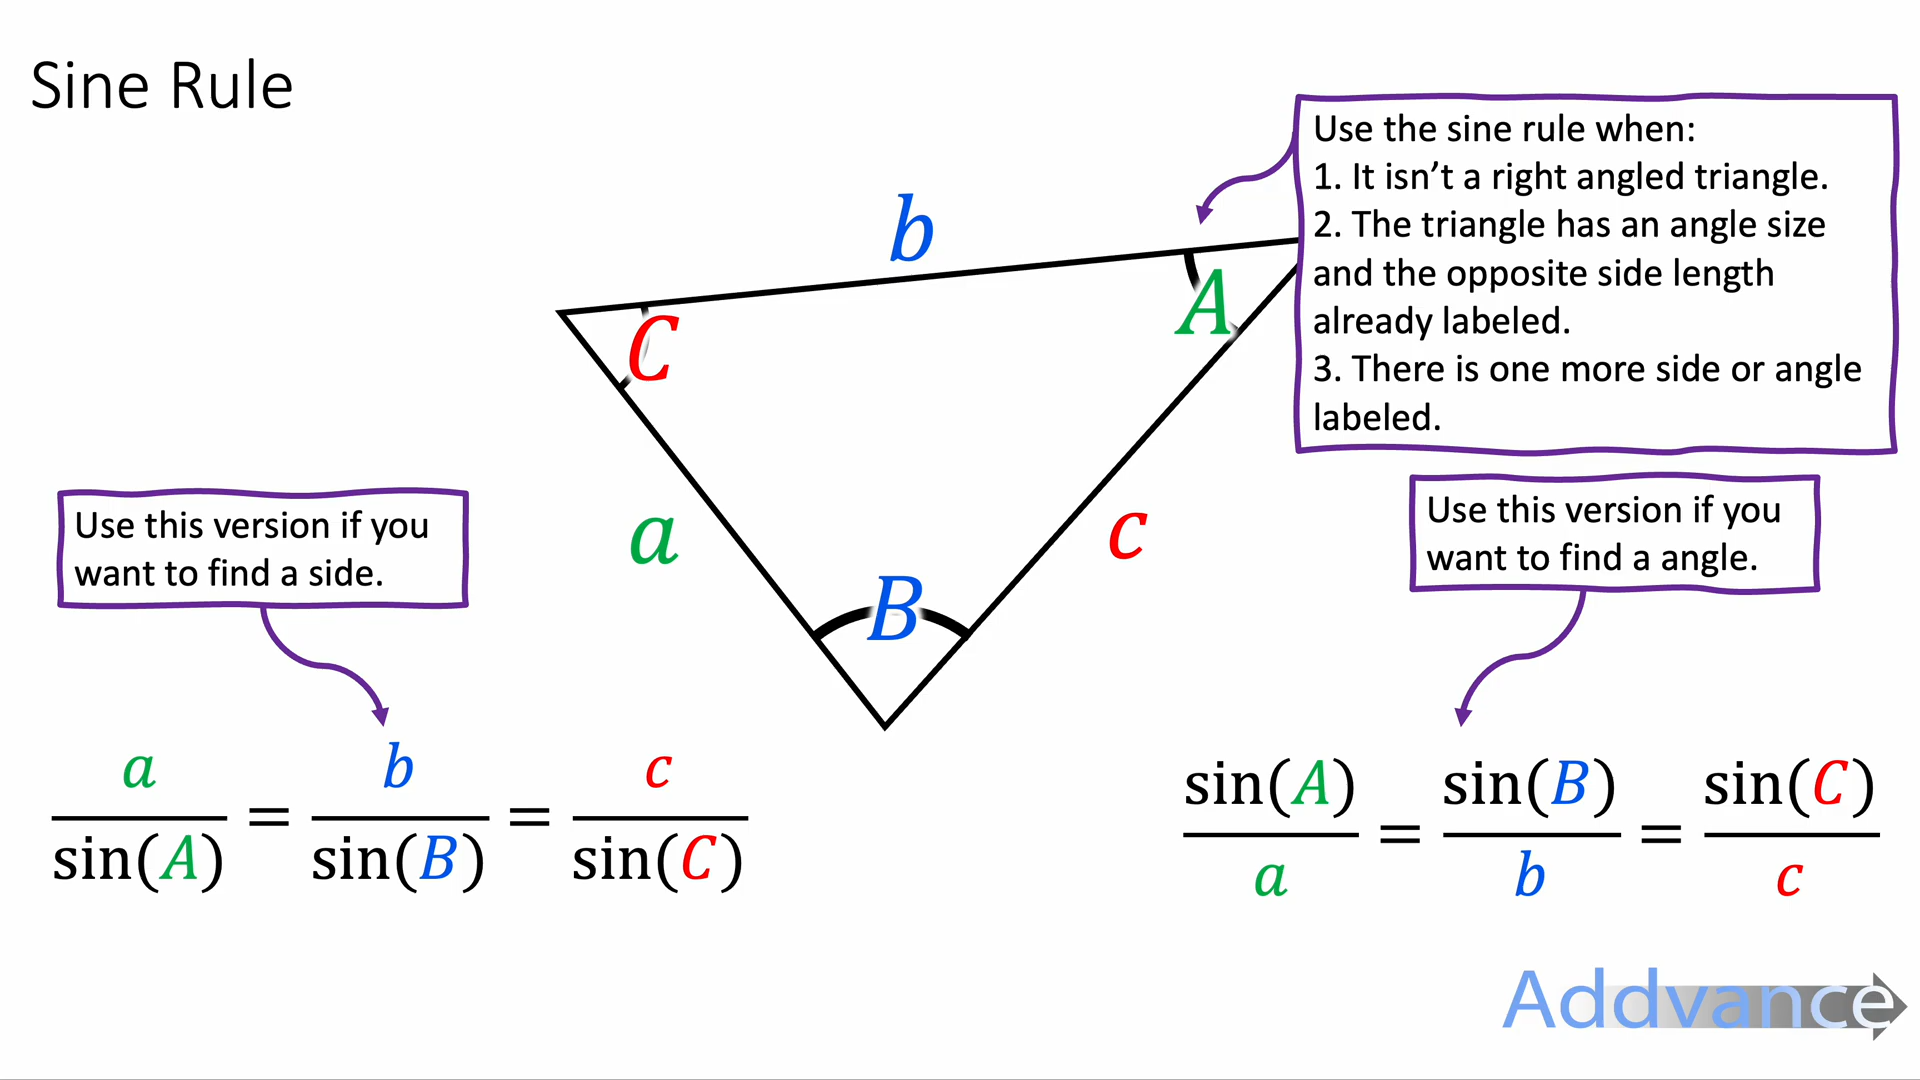 Sine Rule
Use the sine rule when:
1. It isn’t a right angled triangle.
2. The triangle has an angle size
and the opposite side length
already labeled.
3. There is one more side or angle
labeled.
b
C
A
a
c
B
Use this version if you
want to find a side.
Use this version if you
want to find a angle.
a/sin(A) = b/sin(B) = c/sin(C)
sin(A)/a = sin(B)/b = sin(C)/c
Addvance